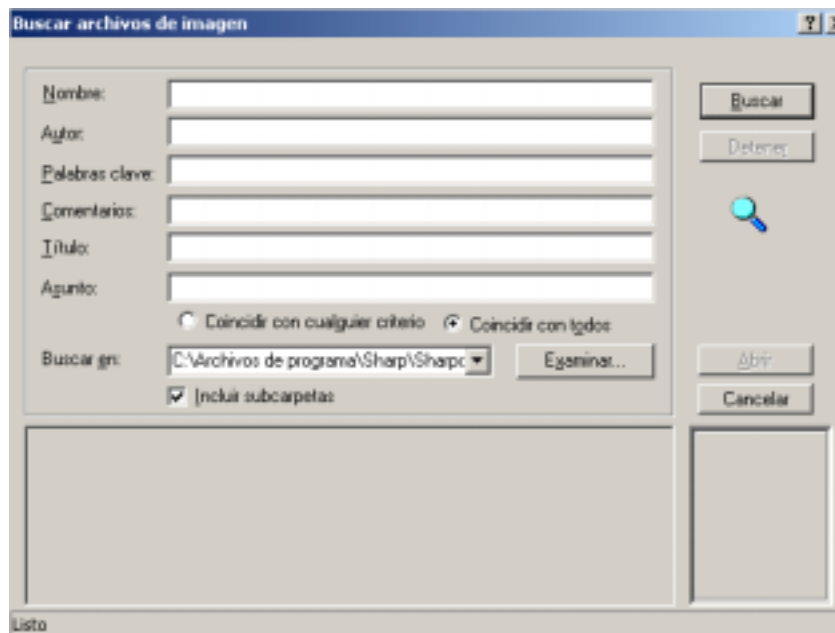 Buscar archivos de imagen
Nombre:
Buscar
Autor:
Detener
Palabras clave:
Comentarios:
Título:
Asunto:
Coincidir con cualquier criterio
Coincidir con todos
Buscar en:
C:\Archivos de programa\Sharp\Sharpd
Examinar...
Abrir
Incluir subcarpetas
Cancelar
Listo